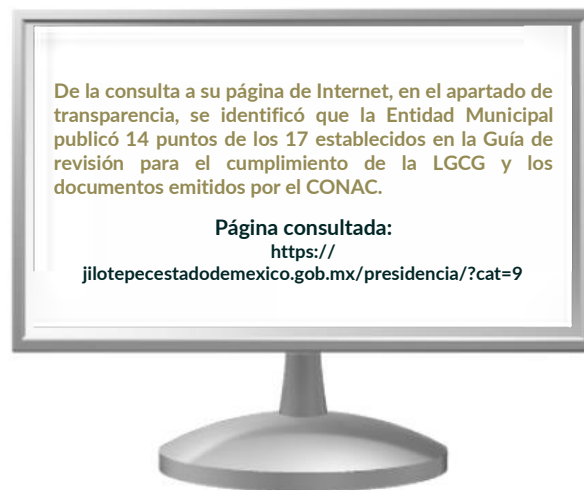 De la consulta a su página de Internet, en el apartado de
transparencia, se identificó que la Entidad Municipal
publicó 14 puntos de los 17 establecidos en la Guía de
revisión para el cumplimiento de la LGCG y los
documentos emitidos por el CONAC.
Página consultada:
https://
jilotepecestadodemexico.gob.mx/presidencia/?cat=9